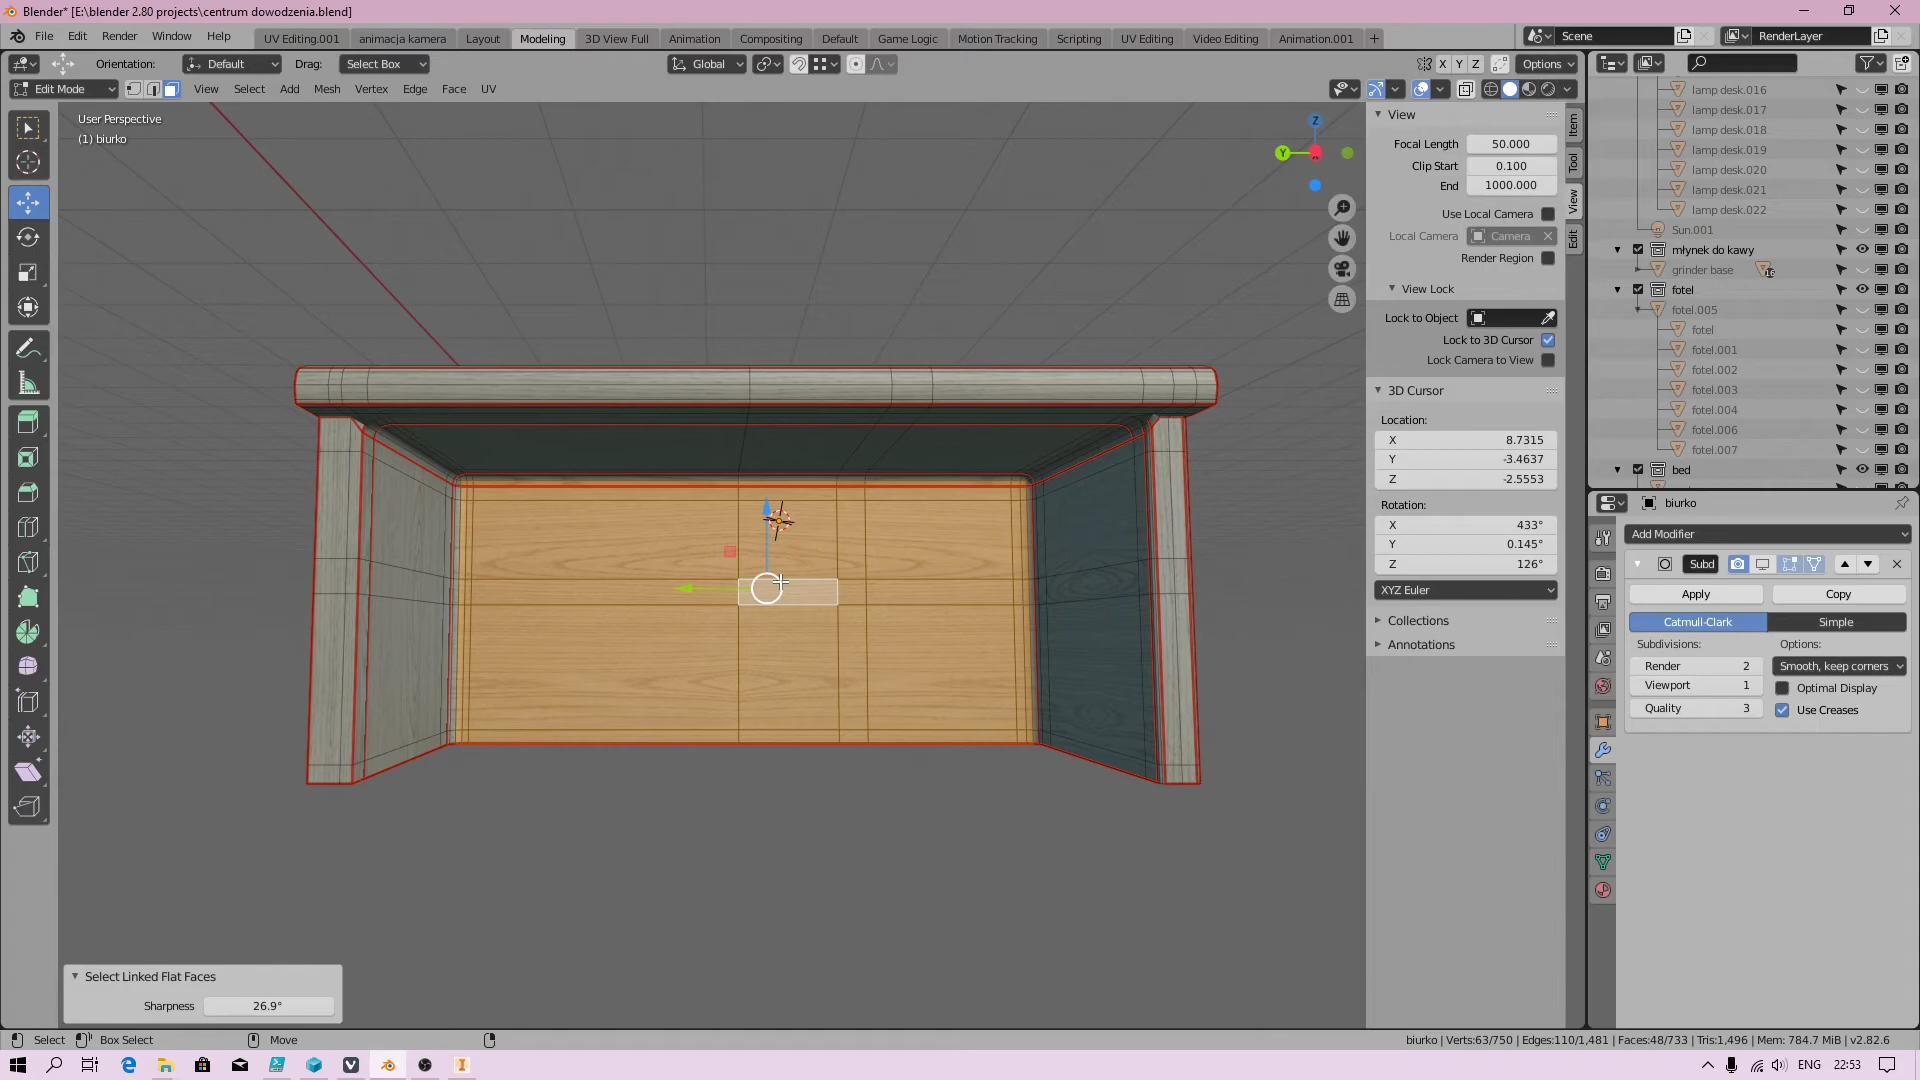 Blender* [E:\blender 2.80 projects\centrum dowodzenia.blend]
File Edit Render Window Help UV Editing.001 animacja kamera Layout Modeling 3D View Full Animation Compositing Default Game Logic Motion Tracking Scripting UV Editing Video Editing Animation.001 + Scene RenderLayer
Orientation: Default Drag: Select Box Global X Y Z Options
Edit Mode View Select Add Mesh Vertex Edge Face UV
User Perspective
(1) biurko
Z
Y
View
Focal Length 50.000
Clip Start 0.100
End 1000.000
Use Local Camera
Local Camera Camera
Render Region
View Lock
Lock to Object
Lock to 3D Cursor
Lock Camera to View
3D Cursor
Location:
X 8.7315
Y -3.4637
Z -2.5553
Rotation:
X 433°
Y 0.145°
Z 126°
XYZ Euler
Collections
Annotations
Item
Tool
View
Edit
lamp desk.016
lamp desk.017
lamp desk.018
lamp desk.019
lamp desk.020
lamp desk.021
lamp desk.022
Sun.001
młynek do kawy
grinder base 16
fotel
fotel.005
fotel
fotel.001
fotel.002
fotel.003
fotel.004
fotel.006
fotel.007
bed
biurko
Add Modifier
Subd
Apply Copy
Catmull-Clark Simple
Subdivisions: Options:
Render 2 Smooth, keep corners
Viewport 1 Optimal Display
Quality 3 Use Creases
Select Linked Flat Faces
Sharpness 26.9°
Select Box Select Move
biurko | Verts:63/750 | Edges:110/1,481 | Faces:48/733 | Tris:1,496 | Mem: 784.7 MiB | v2.82.6
ENG 22:53